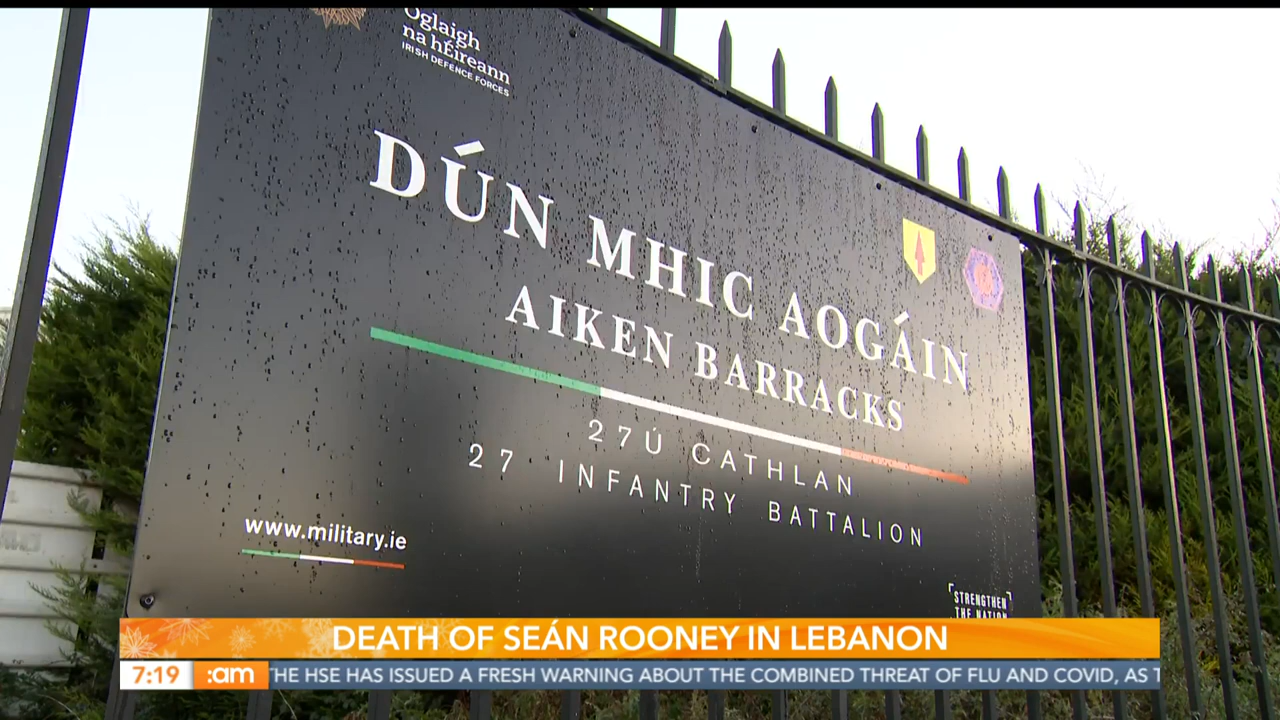 Óglaigh
na hÉireann
IRISH DEFENCE FORCES
DÚN MHIC AOGÁIN
AIKEN BARRACKS
27Ú CATHLAN
27 INFANTRY BATTALION
www.military.ie
STRENGTHEN
THE NATION
DEATH OF SEÁN ROONEY IN LEBANON
7:19 :am THE HSE HAS ISSUED A FRESH WARNING ABOUT THE COMBINED THREAT OF FLU AND COVID, AS T